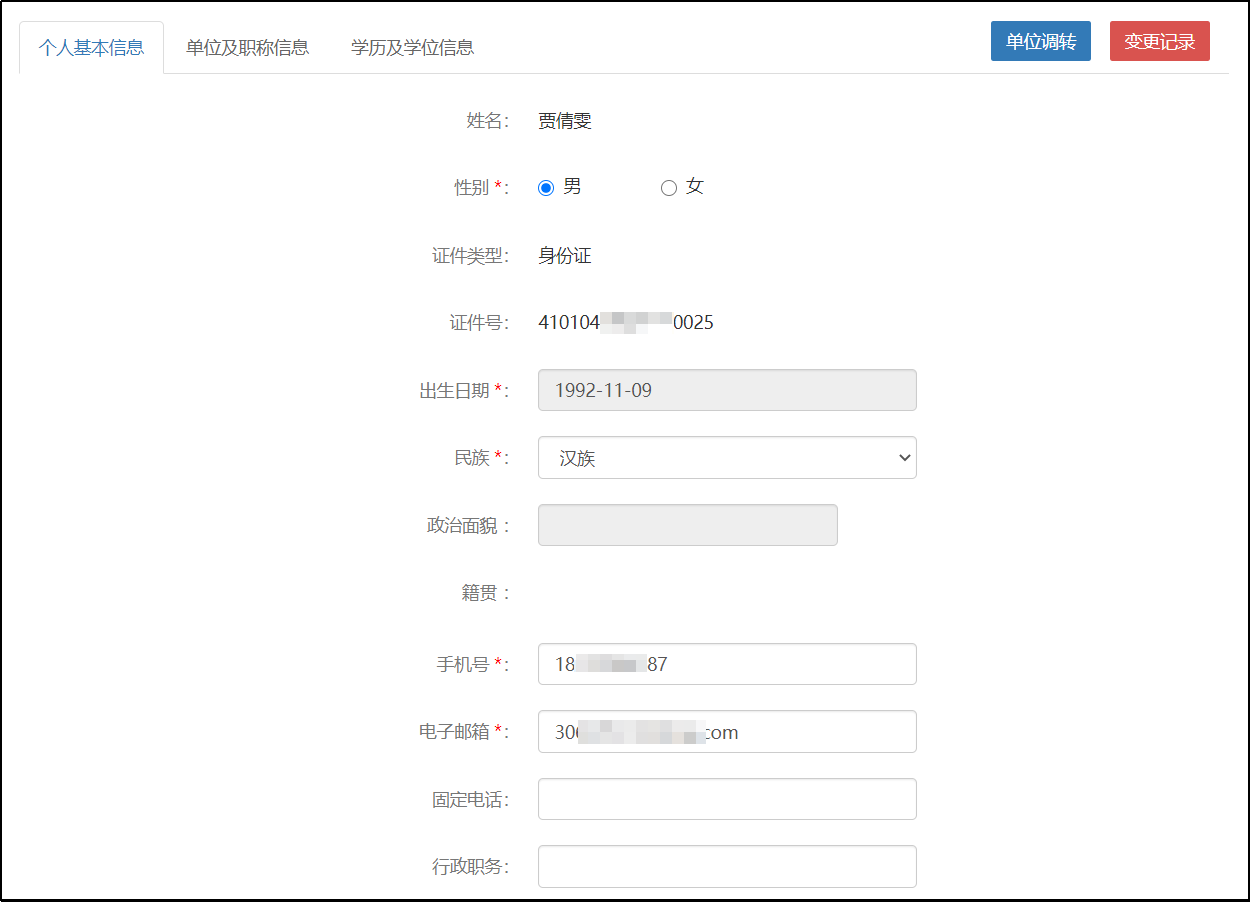 个人基本信息 单位及职称信息 学历及学位信息 单位调转 变更记录
姓名： 贾倩雯
性别 *： 男 女
证件类型： 身份证
证件号： 410104 0025
出生日期 *： 1992-11-09
民族 *： 汉族
政治面貌 ：
籍贯 ：
手机号 *： 18 87
电子邮箱 *： 30 com
固定电话：
行政职务：